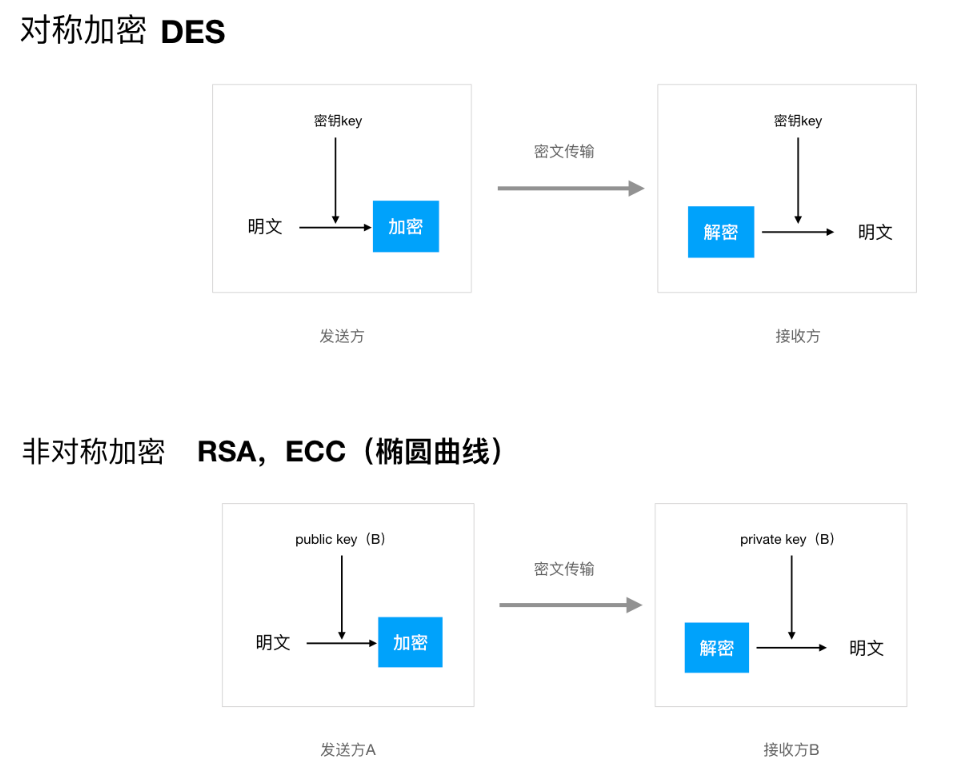 对称加密 DES
密钥key
密文传输
密钥key
明文
加密
解密
明文
发送方
接收方
非对称加密 RSA，ECC（椭圆曲线）
public key（B）
密文传输
private key（B）
明文
加密
解密
明文
发送方A
接收方B